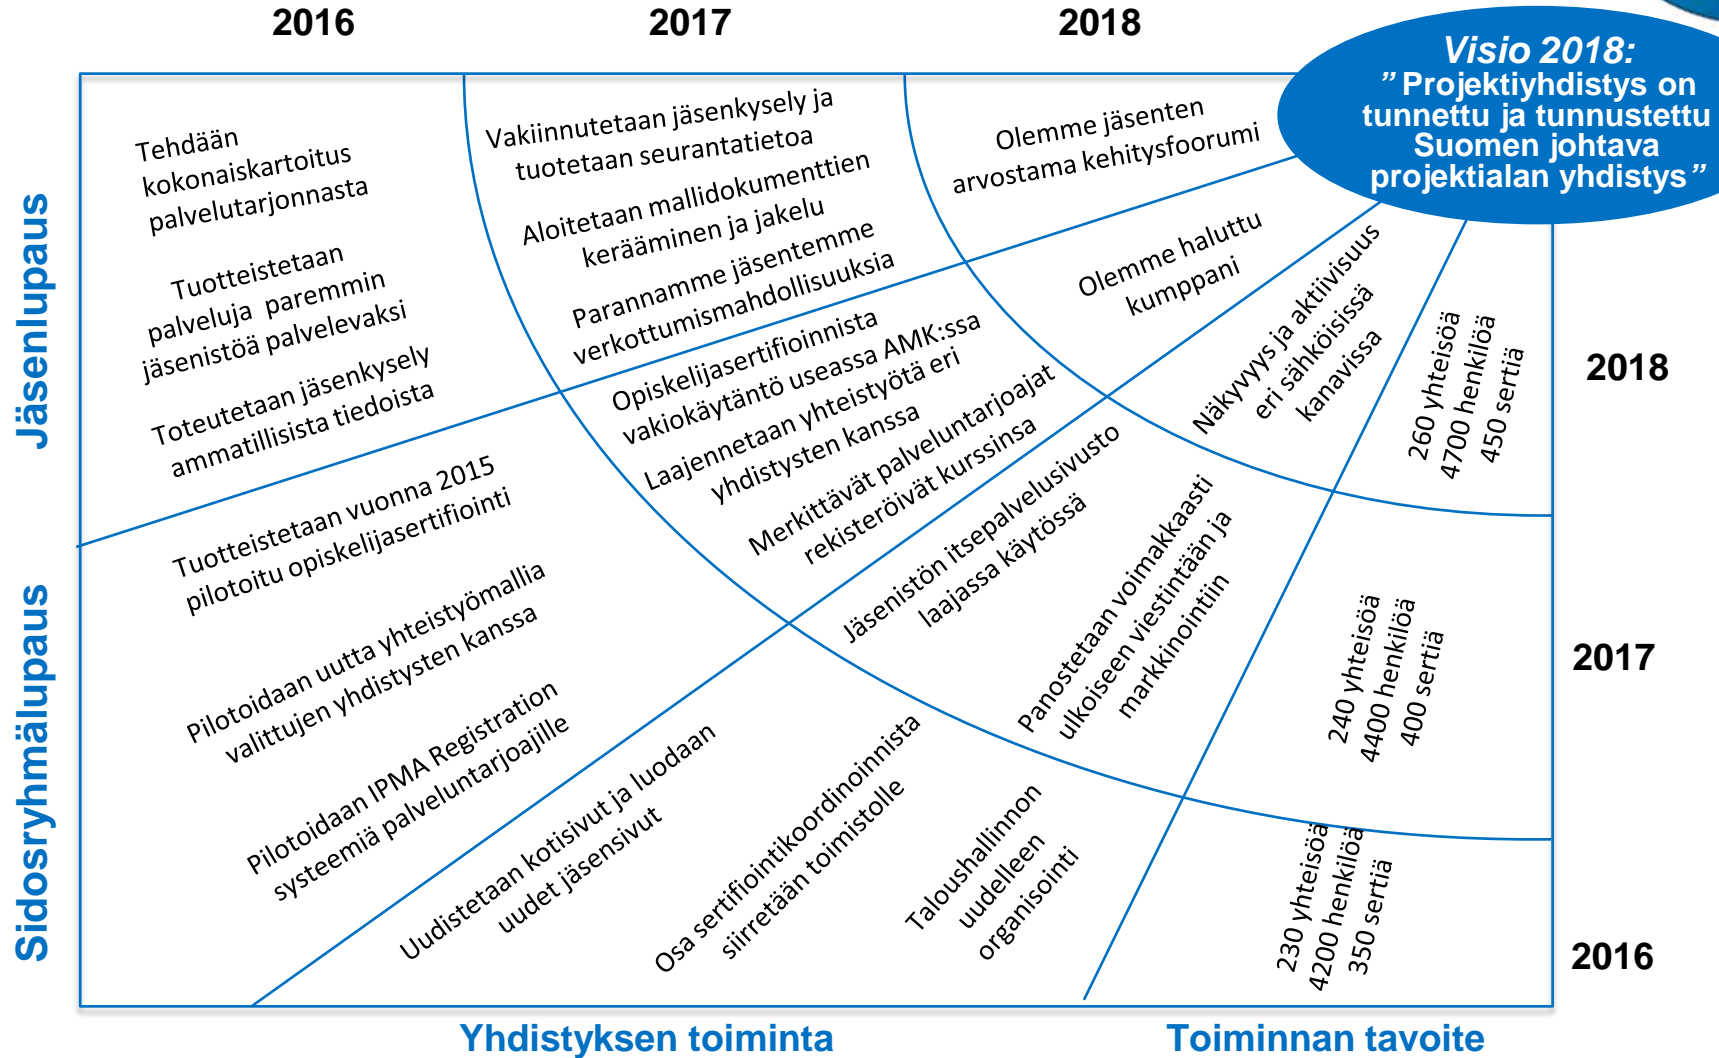 2016
2017
2018
Visio 2018:
” Projektiyhdistys on
tunnettu ja tunnustettu
Suomen johtava
projektialan yhdistys ”
Jäsenlupaus
Tehdään
kokonaiskartoitus
palvelutarjonnasta
Tuotteistetaan
palveluja paremmin
jäsenistöä palvelevaksi
Toteutetaan jäsenkysely
ammatillisista tiedoista
Vakiinnutetaan jäsenkysely ja
tuotetaan seurantatietoa
Aloitetaan mallidokumenttien
kerääminen ja jakelu
Parannamme jäsentemme
verkottumismahdollisuuksia
Olemme jäsenten
arvostama kehitysfoorumi
Sidosryhmälupaus
Tuotteistetaan vuonna 2015
pilotoitu opiskelijasertifiointi
Pilotoidaan uutta yhteistyömallia
valittujen yhdistysten kanssa
Pilotoidaan IPMA Registration
systeemiä palveluntarjoajille
Opiskelijasertifioinnista
vakiokäytäntö useassa AMK:ssa
Laajennetaan yhteistyötä eri
yhdistysten kanssa
Merkittävät palveluntarjoajat
rekisteröivät kurssinsa
Olemme haluttu
kumppani
Uudistetaan kotisivut ja luodaan
uudet jäsensivut
Osa sertifiointikoordinoinnista
siirretään toimistolle
Taloushallinnon
uudelleen
organisointi
Jäsenistön itsepalvelusivusto
laajassa käytössä
Panostetaan voimakkaasti
ulkoiseen viestintään ja
markkinointiin
Näkyvyys ja aktiivisuus
eri sähköisissä
kanavissa
260 yhteisöä
4700 henkilöä
450 sertiä
2018
240 yhteisöä
4400 henkilöä
400 sertiä
2017
230 yhteisöä
4200 henkilöä
350 sertiä
2016
Yhdistyksen toiminta
Toiminnan tavoite